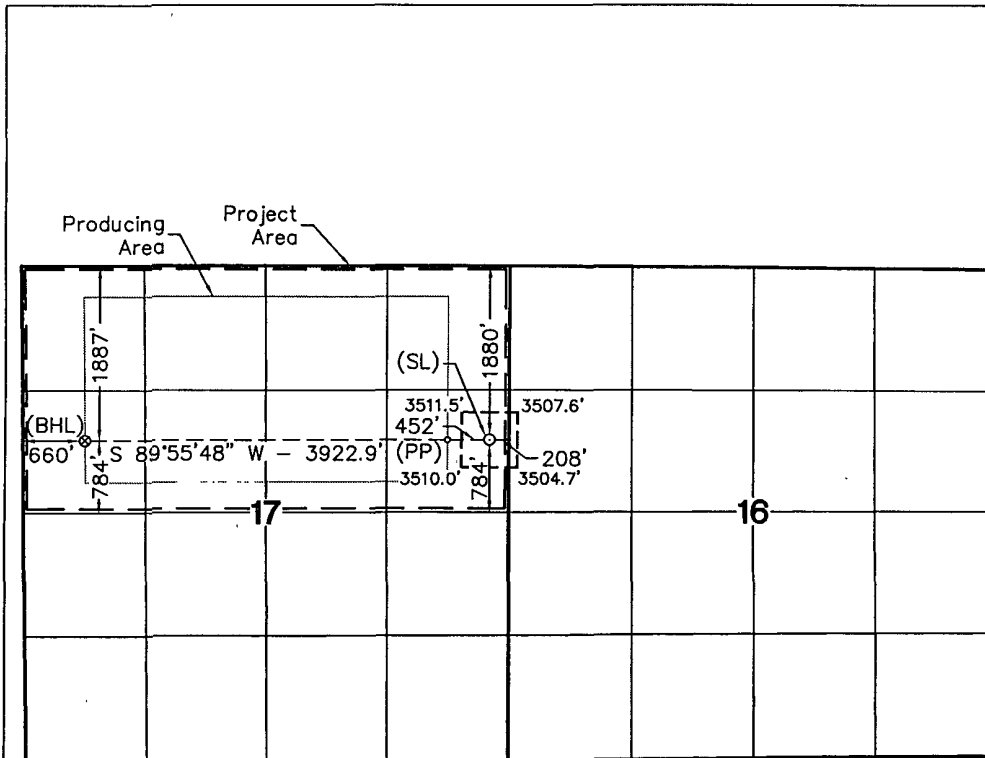 Producing
Area
Project
Area
1887'
1880'
(SL)
3511.5'
3507.6'
452'
(BHL)
660'
S 89°55'48" W - 3922.9'
(PP)
208'
784'
3510.0'
784'
3504.7'
17
16